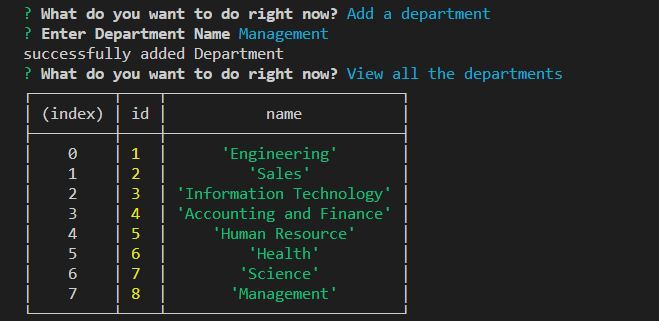 ? What do you want to do right now? Add a department
? Enter Department Name Management
successfully added Department
? What do you want to do right now? View all the departments
(index) id name
0 1 'Engineering'
1 2 'Sales'
2 3 'Information Technology'
3 4 'Accounting and Finance'
4 5 'Human Resource'
5 6 'Health'
6 7 'Science'
7 8 'Management'